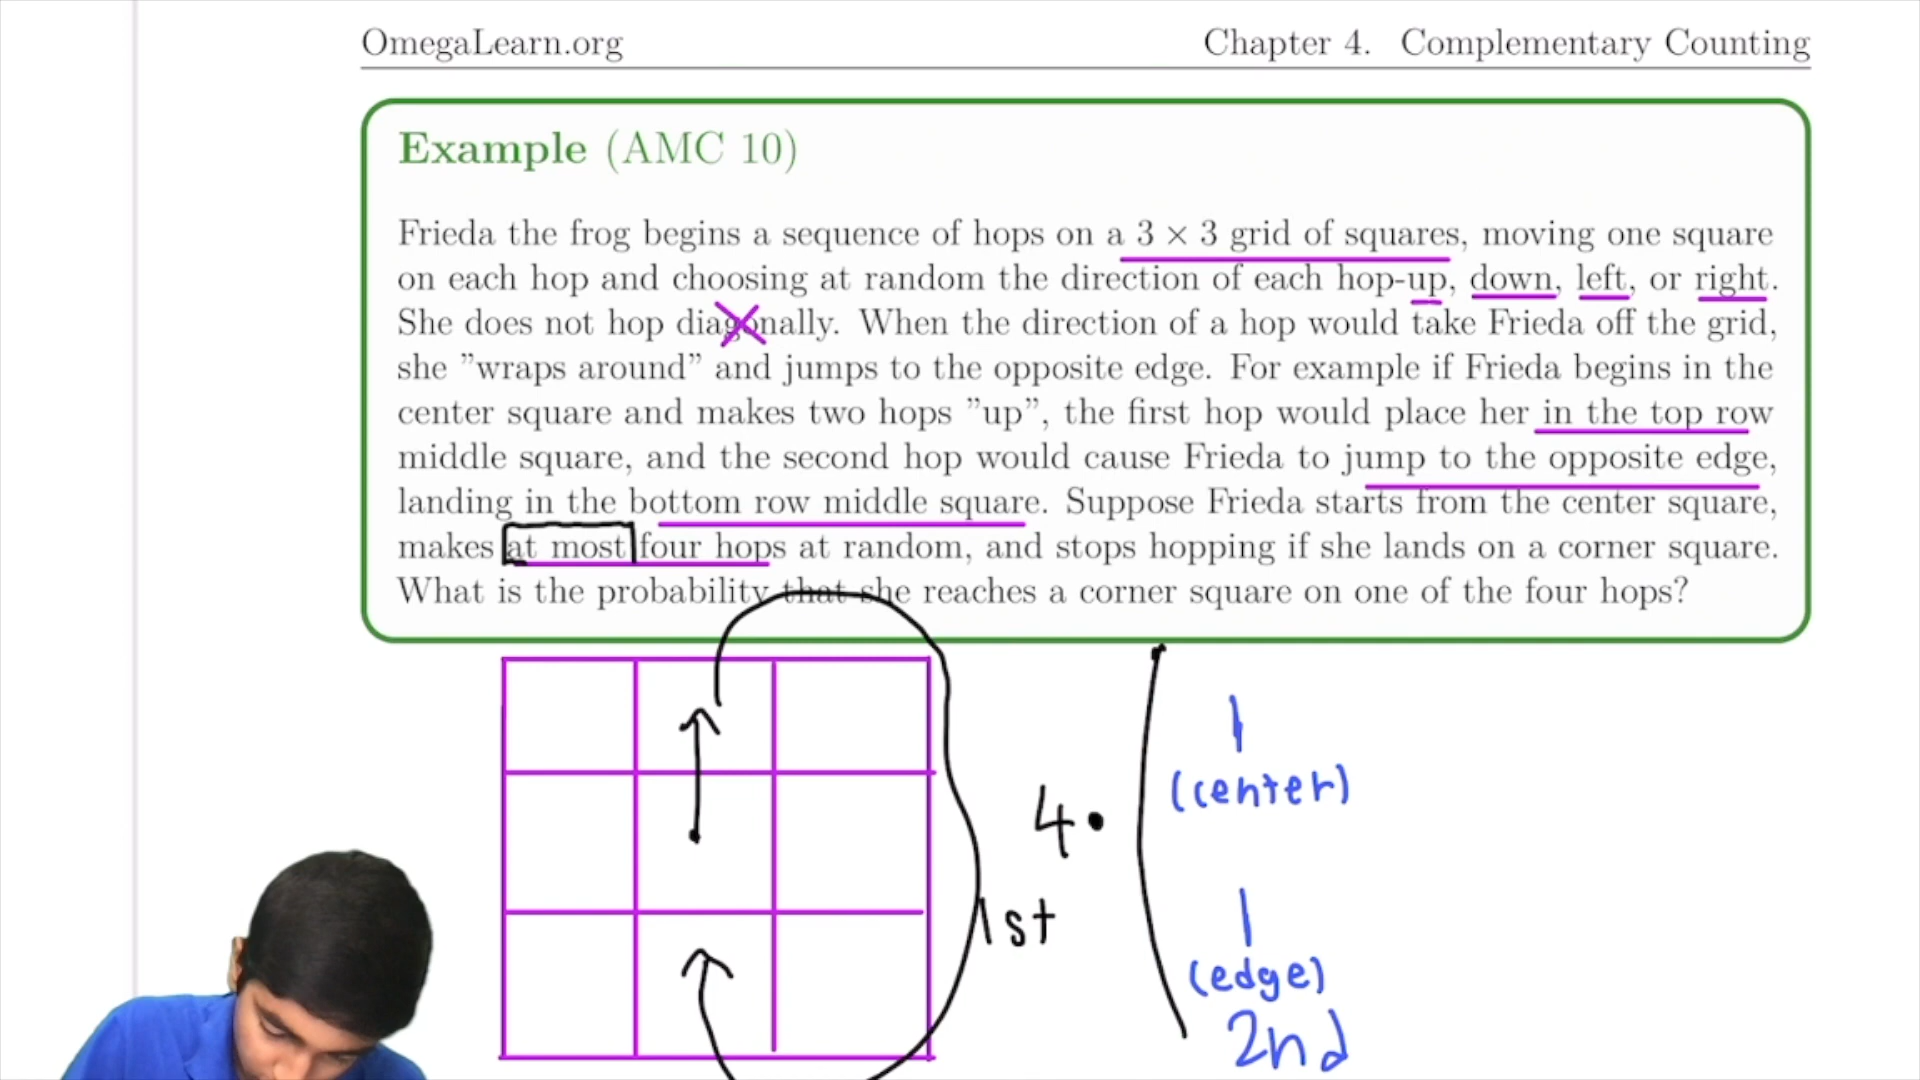 OmegaLearn.org
Chapter 4. Complementary Counting
Example (AMC 10)
Frieda the frog begins a sequence of hops on a 3 × 3 grid of squares, moving one square
on each hop and choosing at random the direction of each hop-up, down, left, or right.
She does not hop diagonally. When the direction of a hop would take Frieda off the grid,
she ”wraps around” and jumps to the opposite edge. For example if Frieda begins in the
center square and makes two hops ”up”, the first hop would place her in the top row
middle square, and the second hop would cause Frieda to jump to the opposite edge,
landing in the bottom row middle square. Suppose Frieda starts from the center square,
makes at most four hops at random, and stops hopping if she lands on a corner square.
What is the probability that she reaches a corner square on one of the four hops?
1
(center)
4•
1st
1
(edge)
2nd